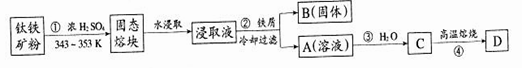 钛铁
矿粉
① 浓H₂SO₄
343~353 K
固态
熔块
水浸取
浸取液
② 铁质
冷却过滤
B(固休)
A(溶液)
③ H₂O
C
高温煅烧
④
D